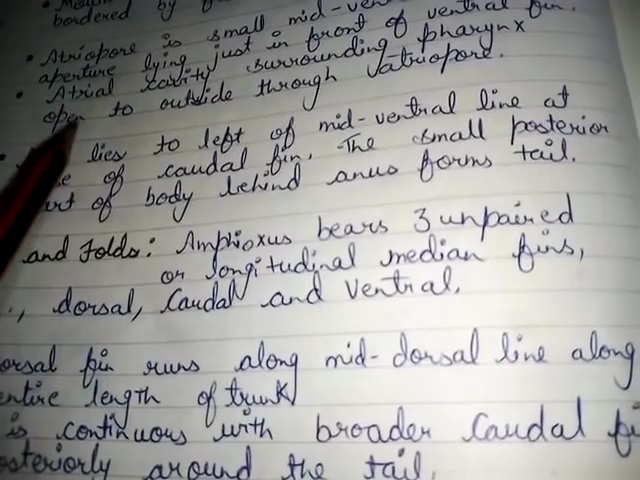 bordered by
• Atriopore is small mid-ventral
aperture lying just in front of ventral fin.
• Atrial cavity surrounding pharynx
open to outside through atriopore.
lies to left of mid-ventral line at
of caudal fin. The small posterior
of body behind anus forms tail.
and Folds: Amphioxus bears 3 unpaired
or longitudinal median fins,
., dorsal, Caudal and Ventral.
orsal fin runs along mid-dorsal line along
entire length of trunk
is continuous with broader Caudal fi
osteriorly around the tail.